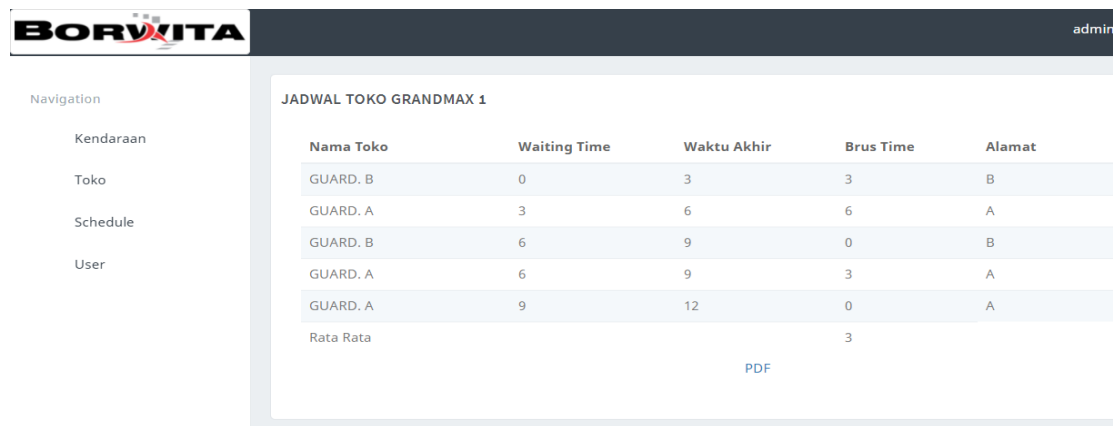 BORWITA
admin
Navigation
Kendaraan
Toko
Schedule
User
JADWAL TOKO GRANDMAX 1
Nama Toko Waiting Time Waktu Akhir Brus Time Alamat
GUARD. B 0 3 3 B
GUARD. A 3 6 6 A
GUARD. B 6 9 0 B
GUARD. A 6 9 3 A
GUARD. A 9 12 0 A
Rata Rata 3
PDF